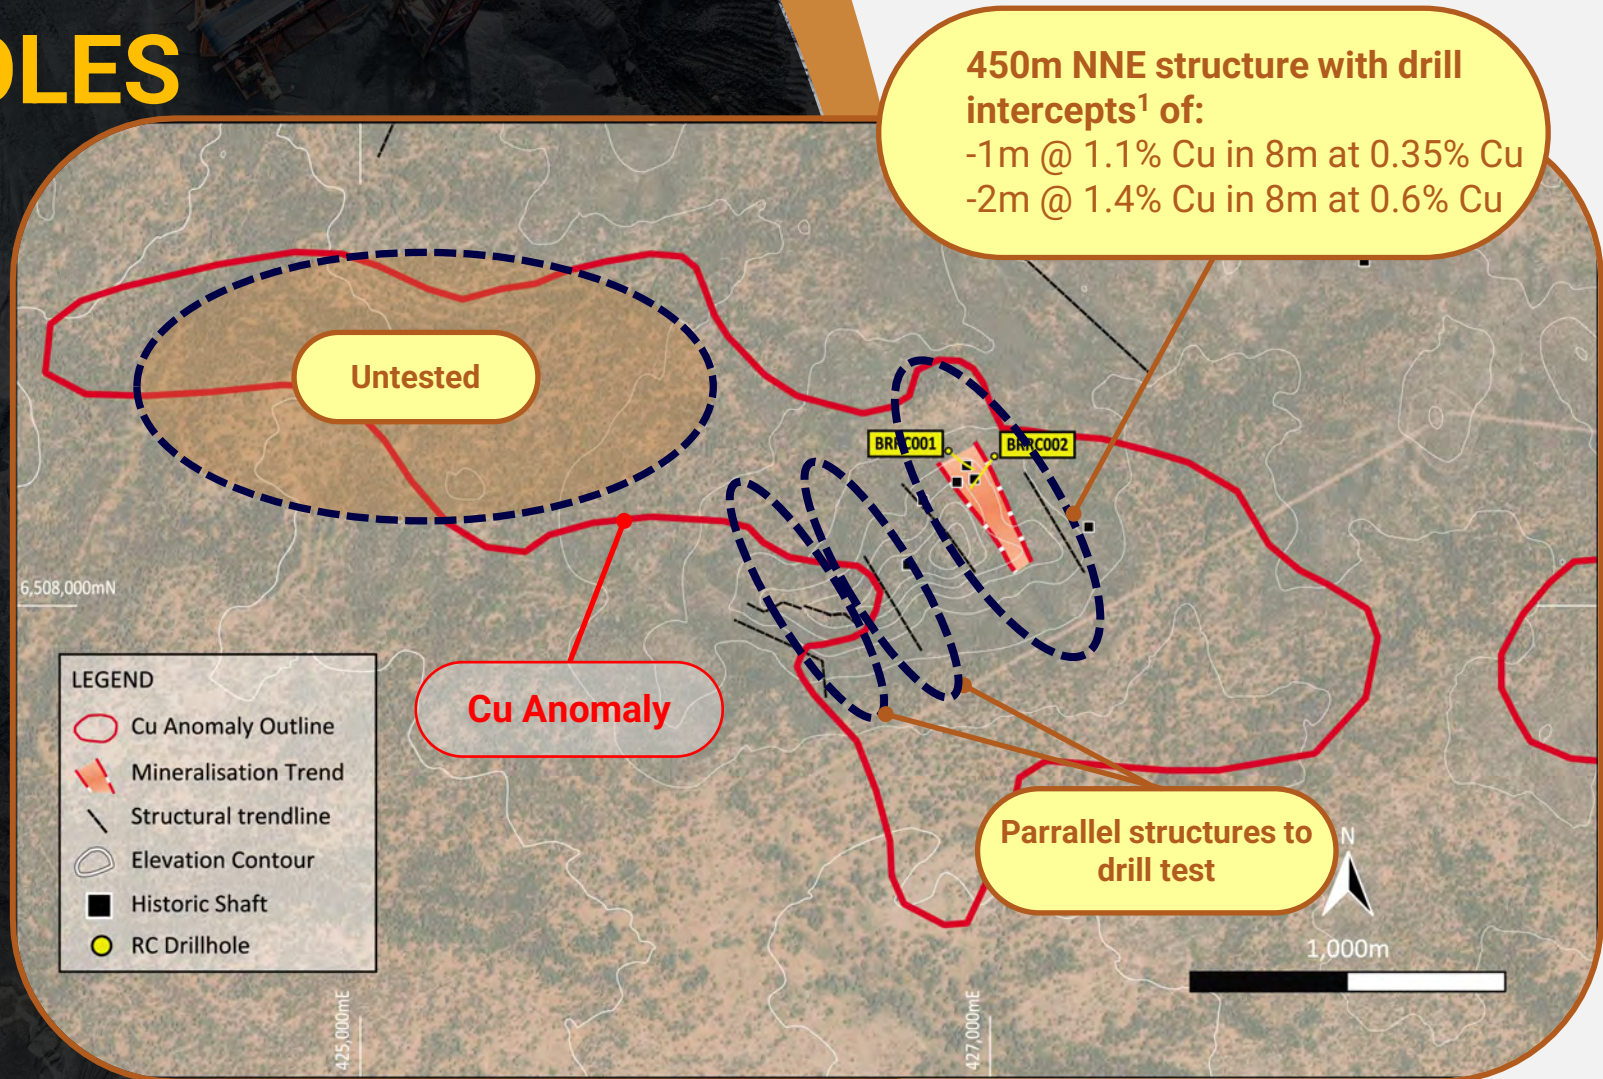 OLES
450m NNE structure with drill
intercepts¹ of:
-1m @ 1.1% Cu in 8m at 0.35% Cu
-2m @ 1.4% Cu in 8m at 0.6% Cu
Untested
BRRC001
BRRC002
6,508,000mN
Cu Anomaly
LEGEND
Cu Anomaly Outline
Mineralisation Trend
Structural trendline
Elevation Contour
Historic Shaft
RC Drillhole
Parrallel structures to
drill test
N
1,000m
425,000mE
427,000mE